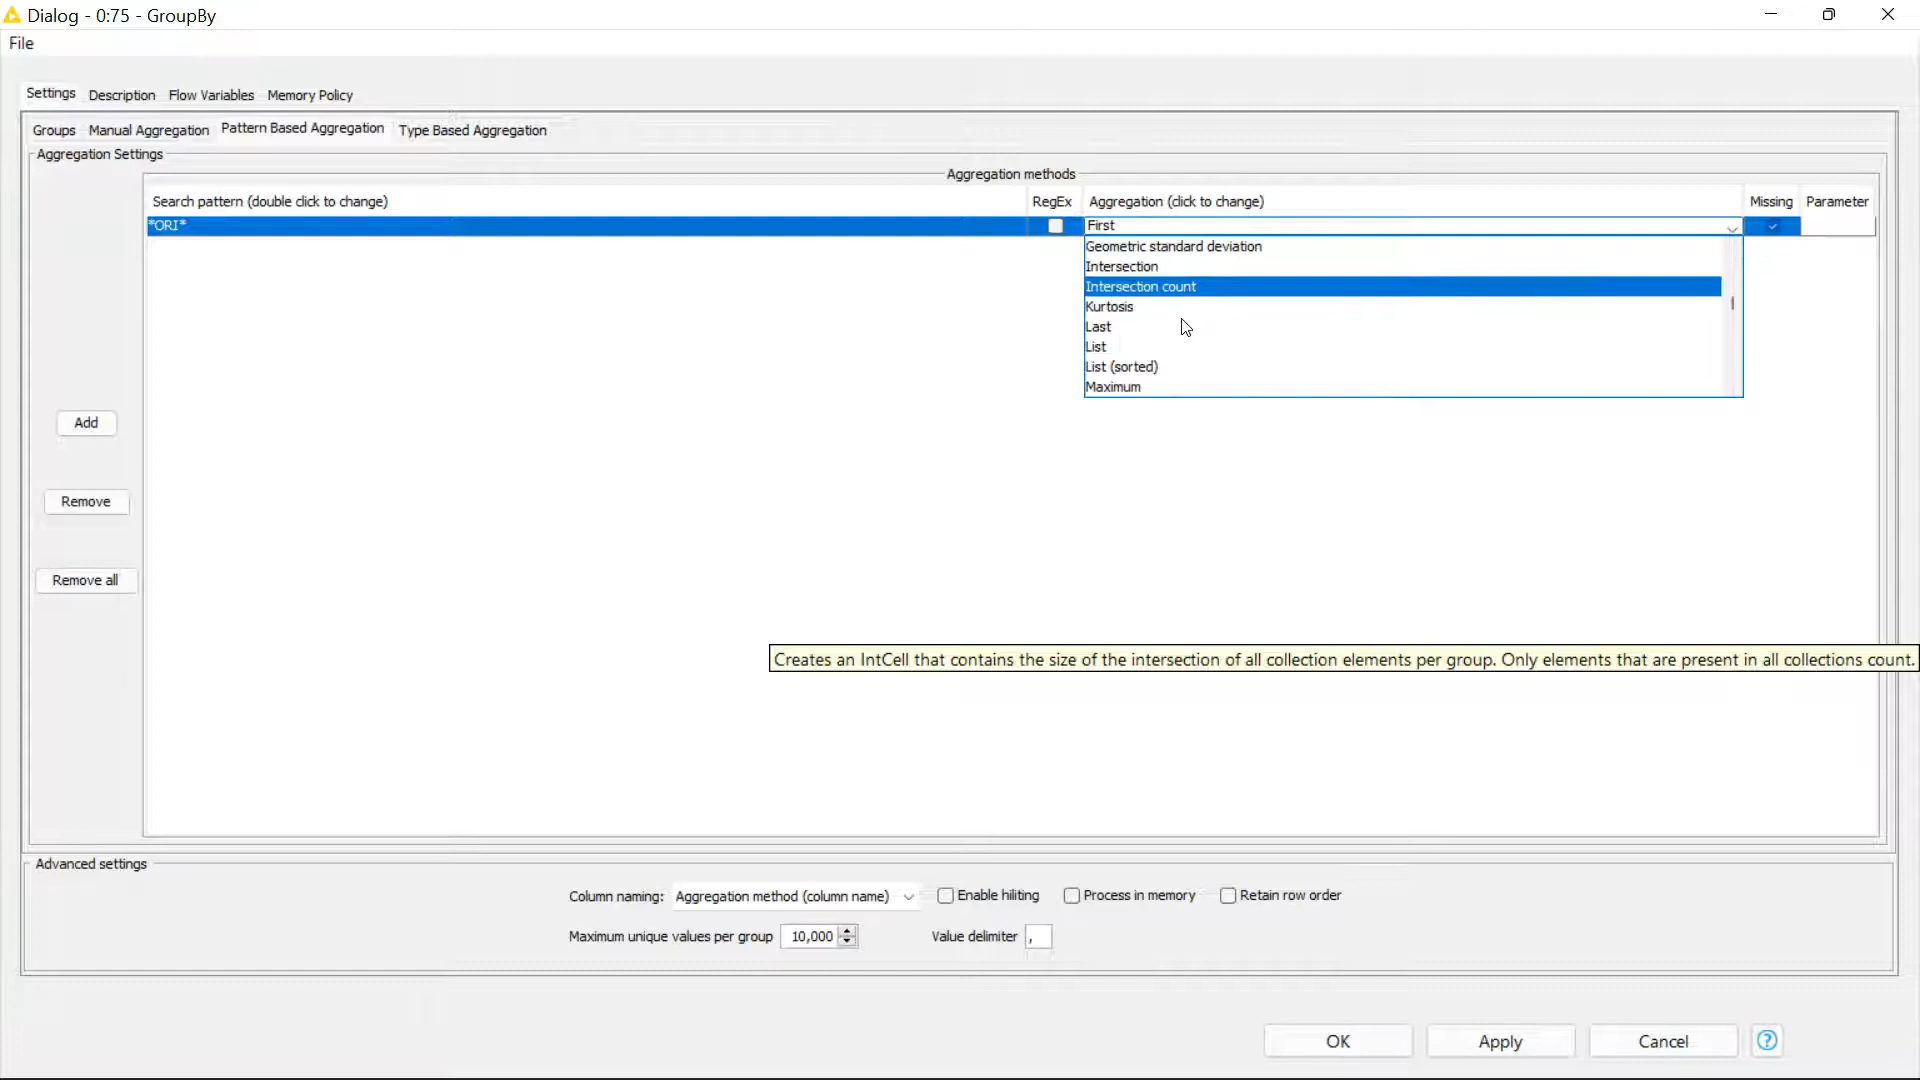 Dialog - 0:75 - GroupBy
File
Settings Description Flow Variables Memory Policy
Groups Manual Aggregation Pattern Based Aggregation Type Based Aggregation
Aggregation Settings
Aggregation methods
Search pattern (double click to change) RegEx Aggregation (click to change) Missing Parameter
*ORI* First
Geometric standard deviation
Intersection
Intersection count
Kurtosis
Last
List
List (sorted)
Maximum
Add
Remove
Remove all
Creates an IntCell that contains the size of the intersection of all collection elements per group. Only elements that are present in all collections count.
Advanced settings
Column naming: Aggregation method (column name) Enable hiliting Process in memory Retain row order
Maximum unique values per group 10,000 Value delimiter ,
OK Apply Cancel ?